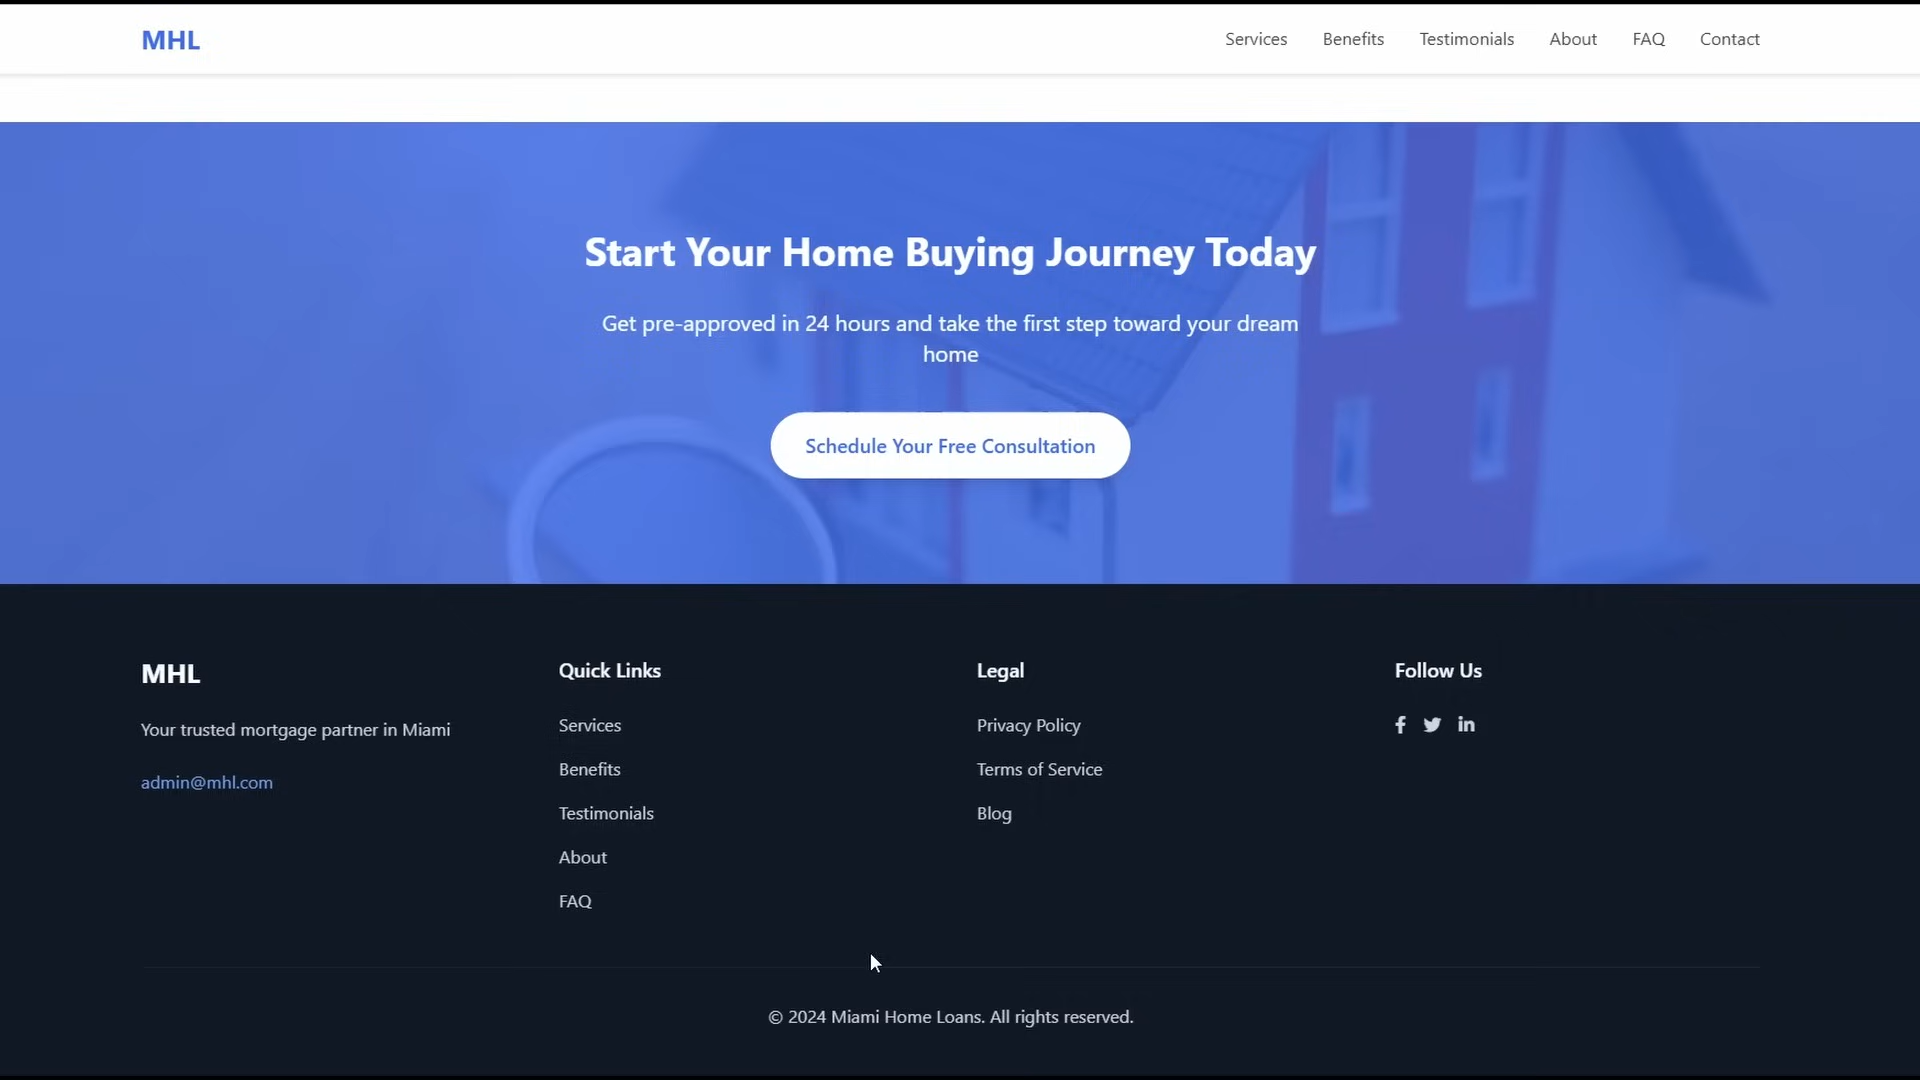 MHL
Services
Benefits
Testimonials
About
FAQ
Contact
Start Your Home Buying Journey Today
Get pre-approved in 24 hours and take the first step toward your dream
home
Schedule Your Free Consultation
MHL
Your trusted mortgage partner in Miami
admin@mhl.com
Quick Links
Services
Benefits
Testimonials
About
FAQ
Legal
Privacy Policy
Terms of Service
Blog
Follow Us
© 2024 Miami Home Loans. All rights reserved.